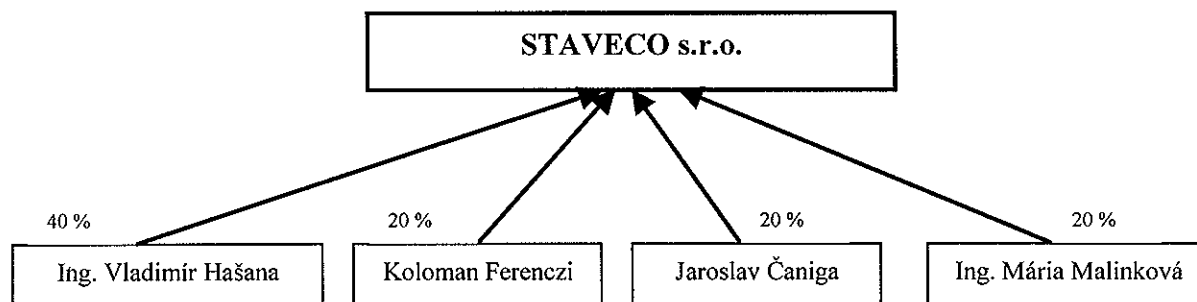 STAVECO s.r.o.
40 %
20 %
20 %
20 %
Ing. Vladimír Hašana
Koloman Ferenczi
Jaroslav Čaniga
Ing. Mária Malinková